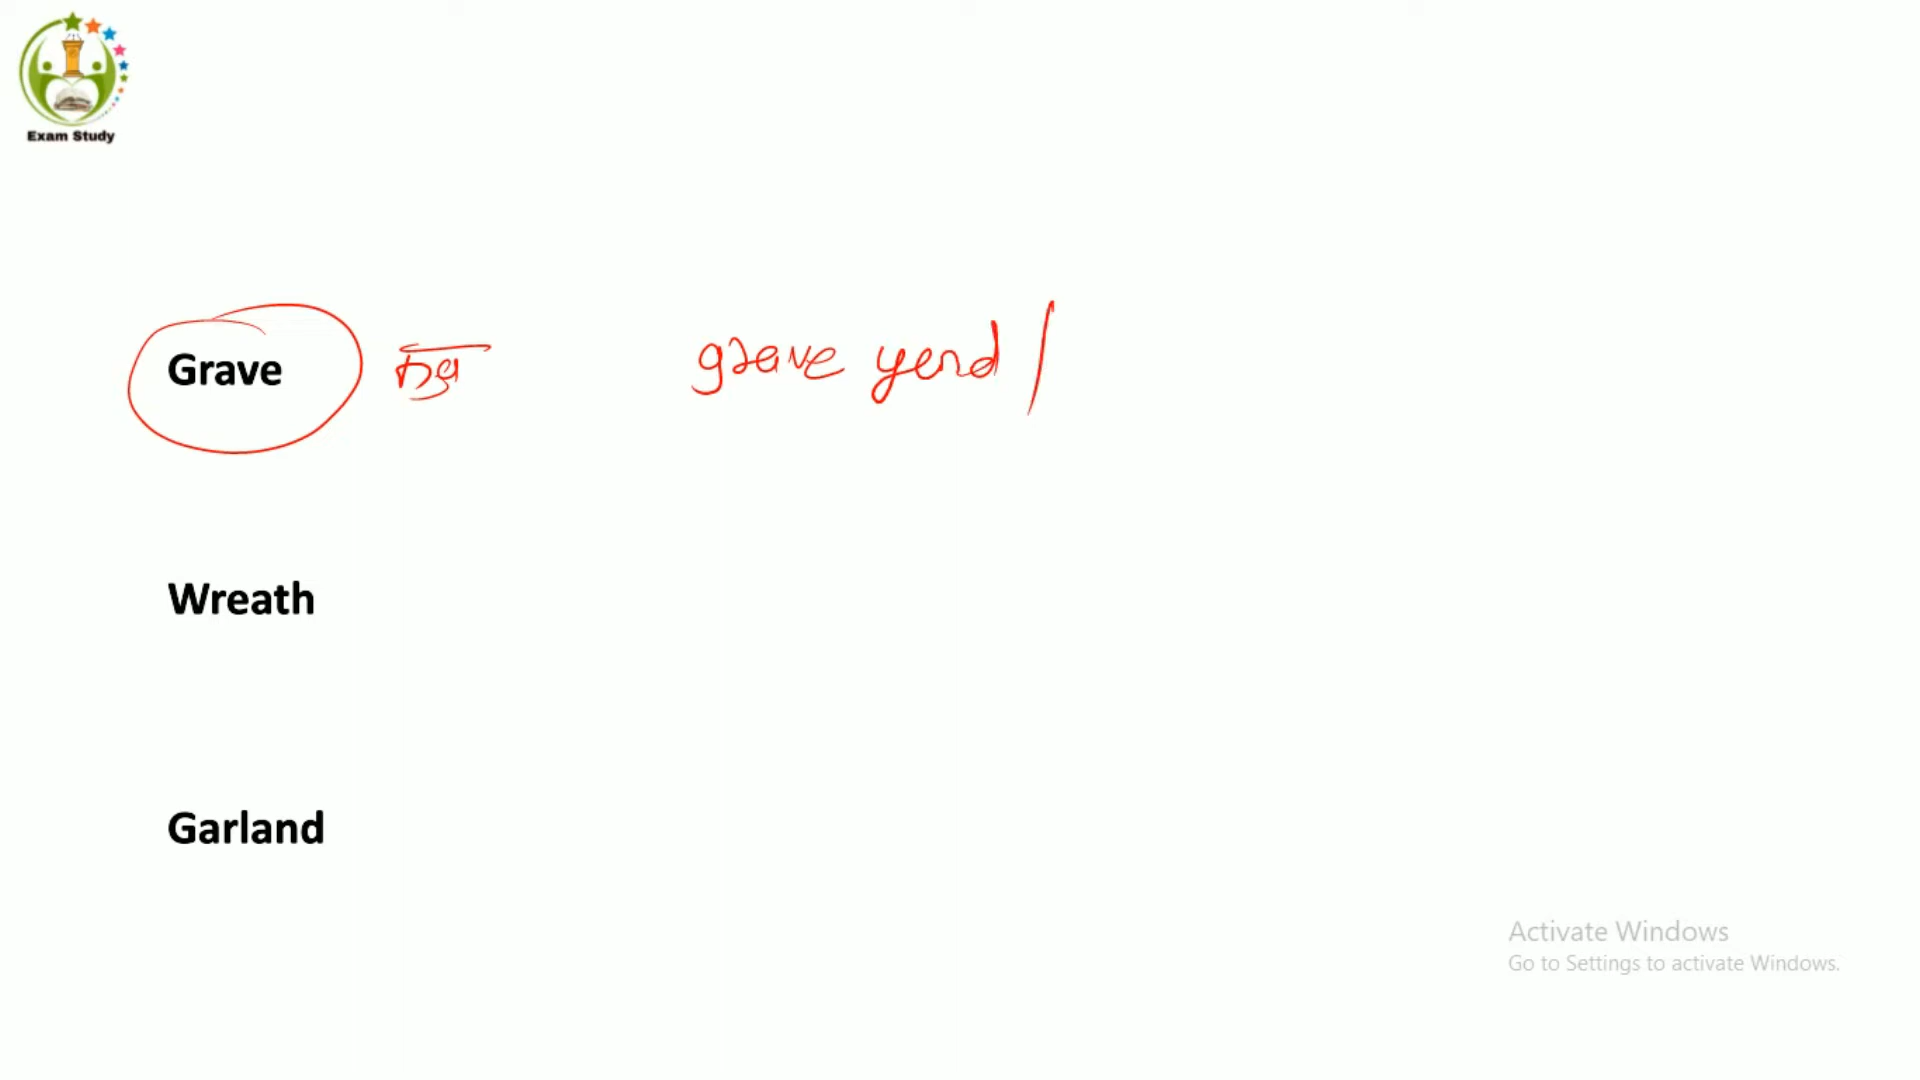 Exam Study
Grave कब्र grave yerd /
Wreath
Garland
Activate Windows
Go to Settings to activate Windows.